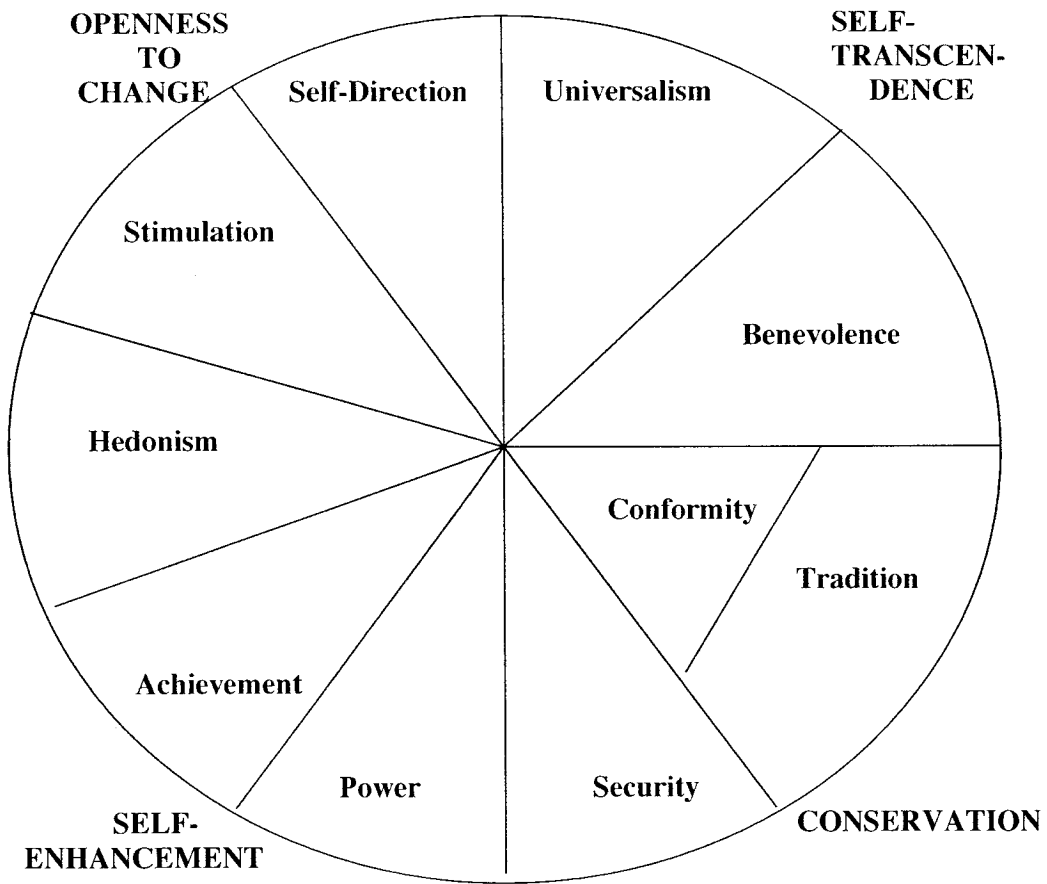 OPENNESS
TO
CHANGE
SELF-
TRANSCEN-
DENCE
Self-Direction
Universalism
Stimulation
Benevolence
Hedonism
Conformity
Tradition
Achievement
Power
Security
SELF-
ENHANCEMENT
CONSERVATION